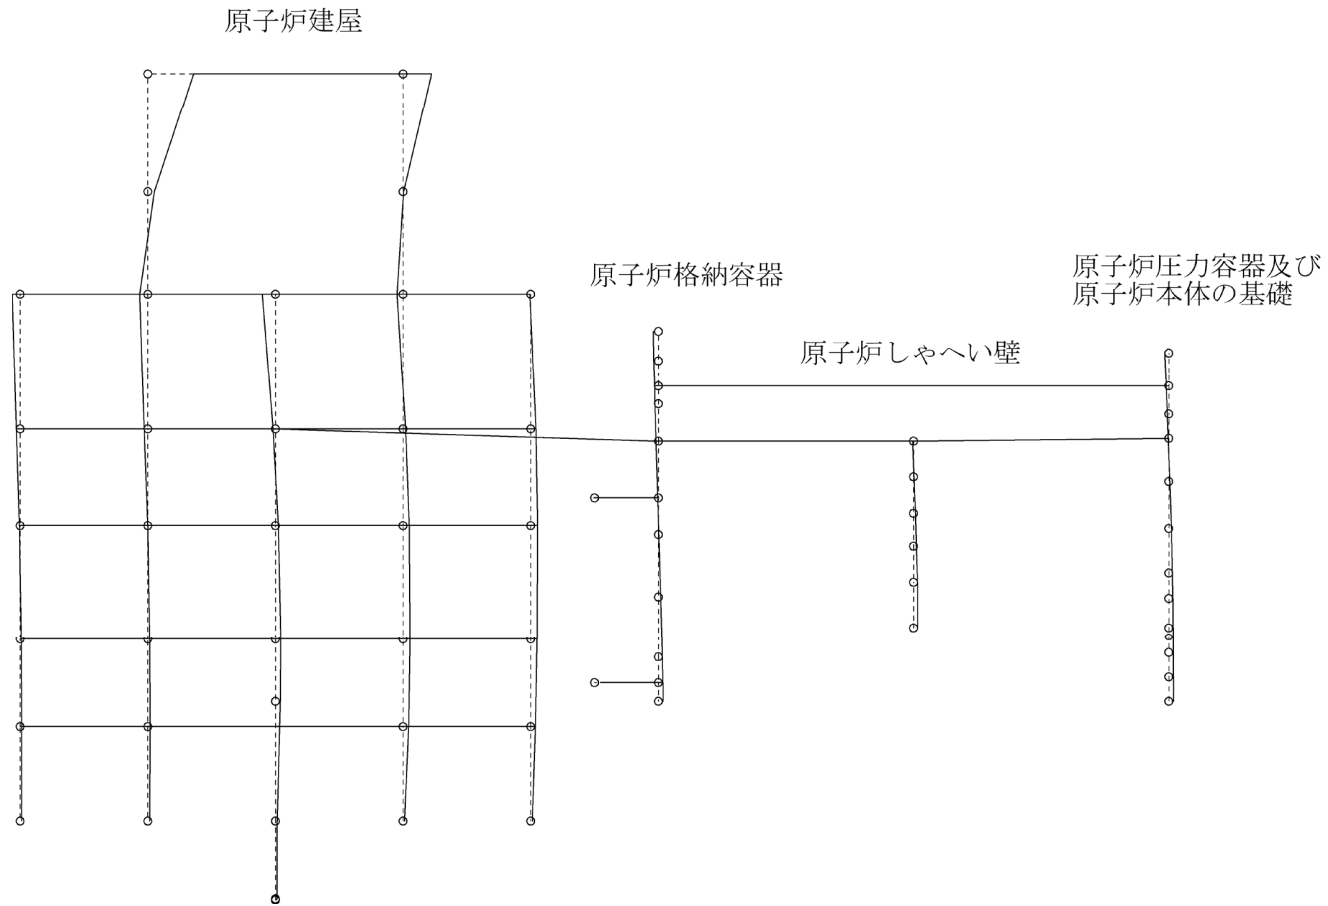 原子炉建屋
原子炉格納容器
原子炉しゃへい壁
原子炉圧力容器及び
原子炉本体の基礎